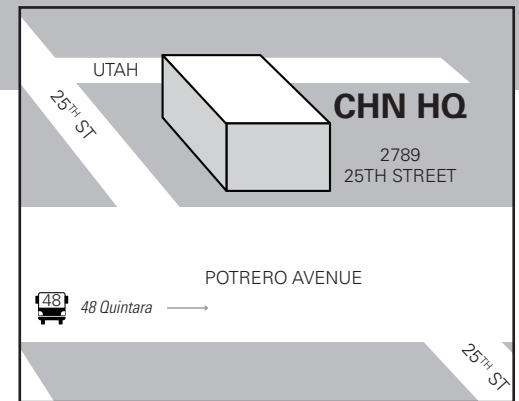 UTAH
25TH ST
CHN HQ
2789
25TH STREET
POTRERO AVENUE
48
48 Quintara
25TH ST